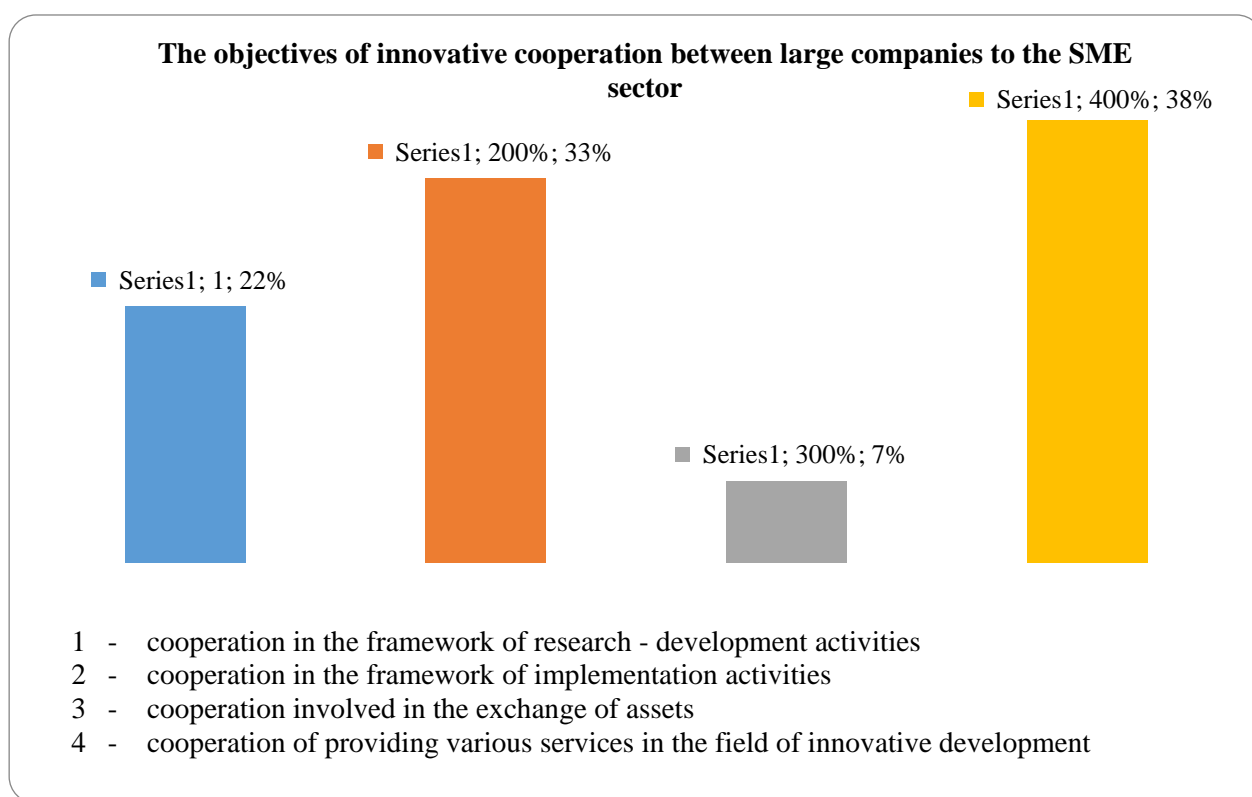 The objectives of innovative cooperation between large companies to the SME
sector
Series1; 400%; 38%
Series1; 200%; 33%
Series1; 1; 22%
Series1; 300%; 7%
1 - cooperation in the framework of research - development activities
2 - cooperation in the framework of implementation activities
3 - cooperation involved in the exchange of assets
4 - cooperation of providing various services in the field of innovative development